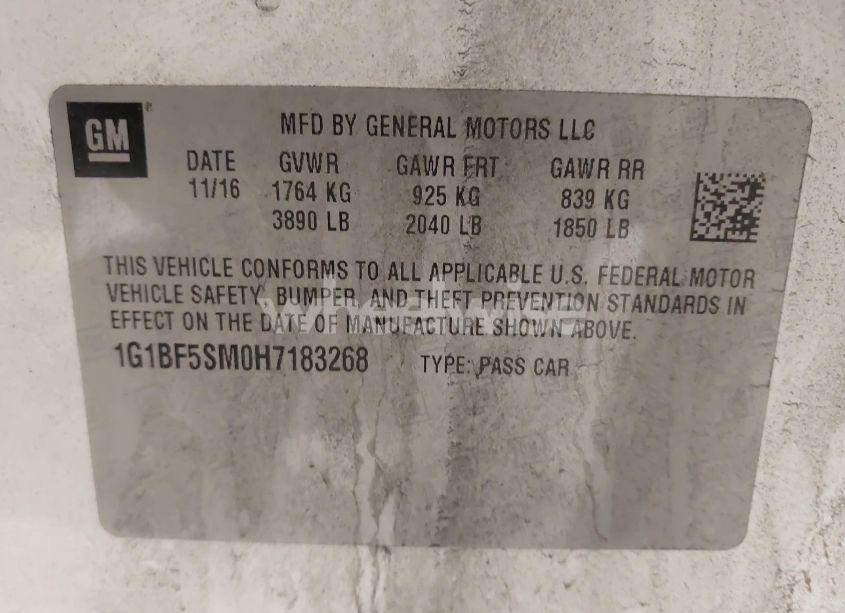 GM
MFD BY GENERAL MOTORS LLC
DATE GVWR GAWR FRT GAWR RR
11/16 1764 KG 925 KG 839 KG
3890 LB 2040 LB 1850 LB
THIS VEHICLE CONFORMS TO ALL APPLICABLE U.S. FEDERAL MOTOR
VEHICLE SAFETY, BUMPER, AND THEFT PREVENTION STANDARDS IN
EFFECT ON THE DATE OF MANUFACTURE SHOWN ABOVE.
1G1BF5SM0H7183268 TYPE: PASS CAR